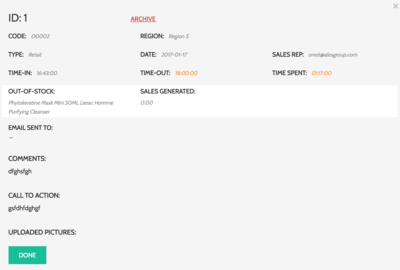 ID: 1 ARCHIVE
CODE: O0002 REGION: Region 5
TYPE: Retail DATE: 2017-01-17 SALES REP: omet@allesgroup.com
TIME-IN: 16:43:00 TIME-OUT: 18:00:00 TIME SPENT: 01:17:00
OUT-OF-STOCK: SALES GENERATED:
Phytokeratine Mask Mini 50ML Lierac Homme 0.00
Purifying Cleanser
EMAIL SENT TO:
--
COMMENTS:
dfghsfgh
CALL TO ACTION:
gsfdhfdghgf
UPLOADED PICTURES:
DONE